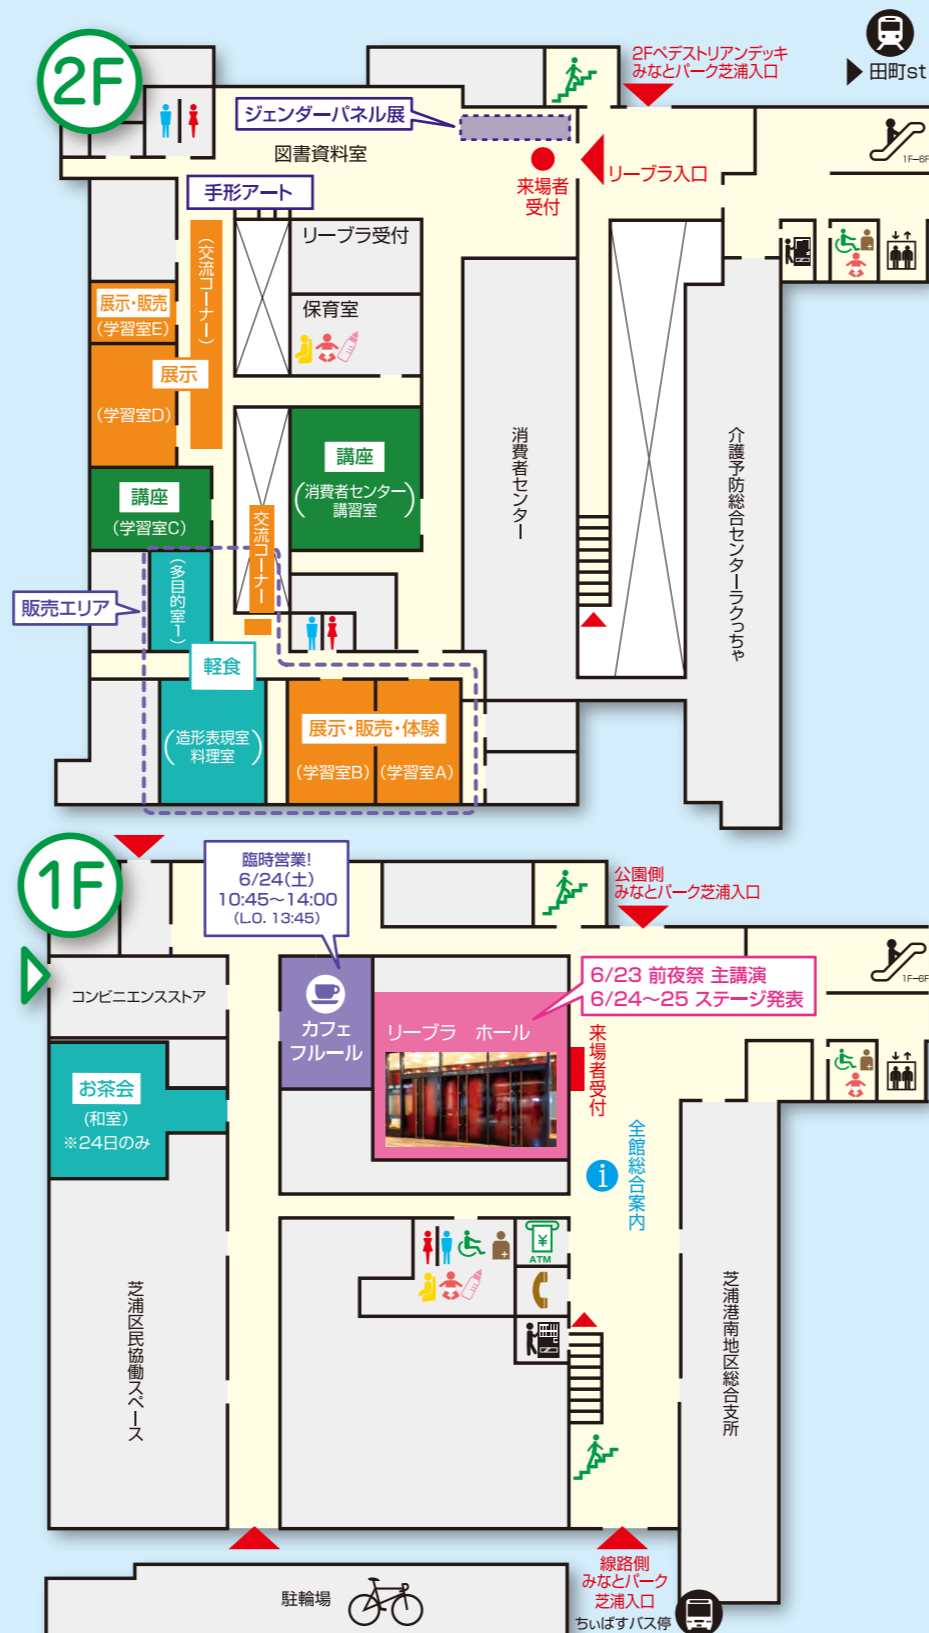 2F
2Fペデストリアンデッキ
みなとパーク芝浦入口
田町st
ジェンダーパネル展
図書資料室
来場者
受付
リーブラ入口
1F-6F
手形アート
(交流コーナー)
リーブラ受付
保育室
展示・販売
(学習室E)
展示
(学習室D)
講座
(消費者センター
講習室)
講座
(学習室C)
消費者センター
介護予防総合センターラクっちゃ
交流コーナー
販売エリア
(多目的室1)
軽食
(造形表現室
料理室)
展示・販売・体験
(学習室B)
(学習室A)
1F
臨時営業!
6/24(土)
10:45～14:00
(L.O. 13:45)
公園側
みなとパーク芝浦入口
コンビニエンスストア
カフェ
フルール
6/23 前夜祭 主講演
6/24～25 ステージ発表
リーブラ ホール
来場者受付
1F-6F
お茶会
(和室)
※24日のみ
i
全館総合案内
¥
ATM
芝浦区民協働スペース
芝浦港南地区総合支所
線路側
みなとパーク
芝浦入口
駐輪場
ちぃばすバス停